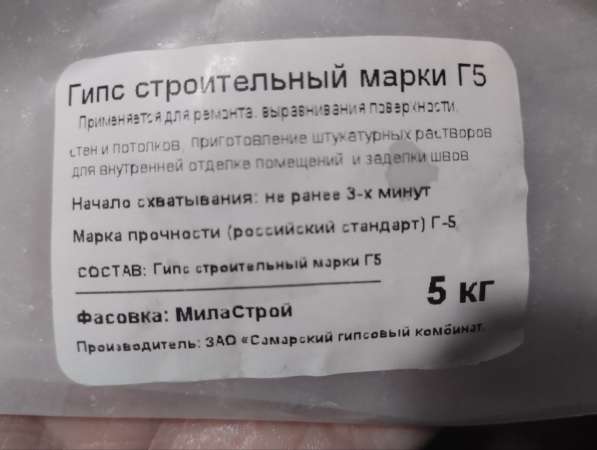 Гипс строительный марки Г5
Применяется для ремонта, выравнивания поверхности,
стен и потолков, приготовление штукатурных растворов
для внутренней отделке помещений и заделки швов
Начало схватывания: не ранее 3-х минут
Марка прочности (российский стандарт) Г-5
СОСТАВ: Гипс строительный марки Г5
5 кг
Фасовка: МилаСтрой
Производитель: ЗАО «Самарский гипсовый комбинат,